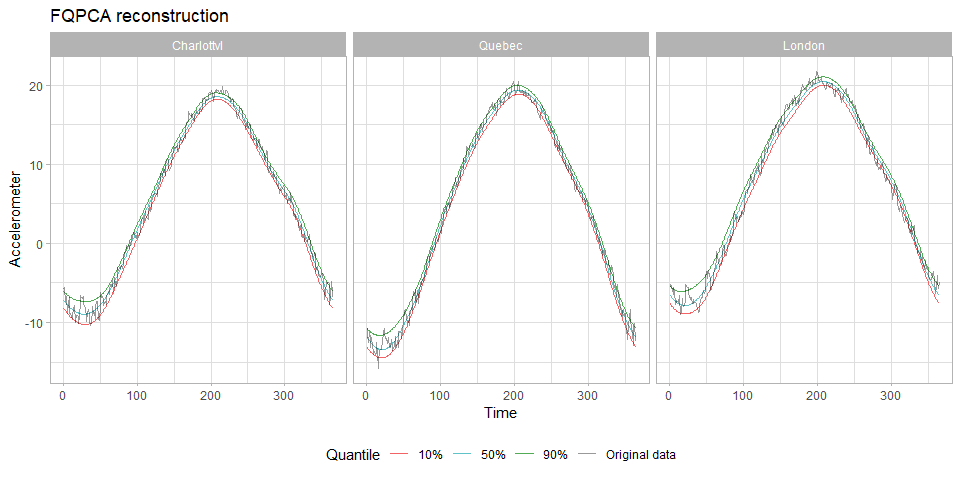 FQPCA reconstruction
Charlottvl
Quebec
London
Accelerometer
20
10
0
-10
0 100 200 300
0 100 200 300
0 100 200 300
Time
Quantile 10% 50% 90% Original data